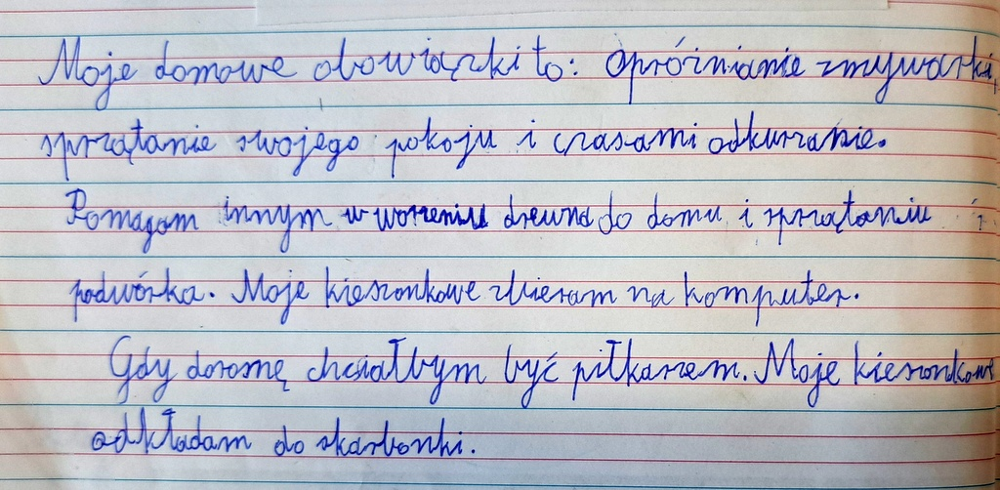 Moje domowe obowiązki to: opróżnianie zmywarki,
sprzątanie swojego pokoju i czasami odkurzanie.
Pomagam innym w wożeniu drewna do domu i sprzątaniu
podwórka. Moje kieszonkowe zbieram na komputer.
Gdy dorosnę chciałbym być piłkarzem. Moje kieszonkowe
odkładam do skarbonki.